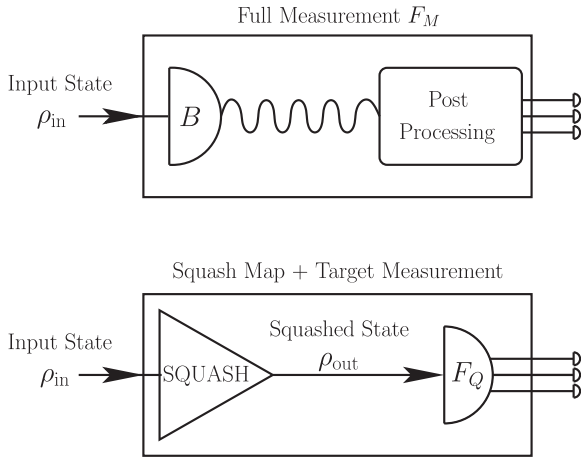 Full Measurement F_M
Input State
ρ_in
B
Post
Processing
Squash Map + Target Measurement
Input State
ρ_in
SQUASH
Squashed State
ρ_out
F_Q